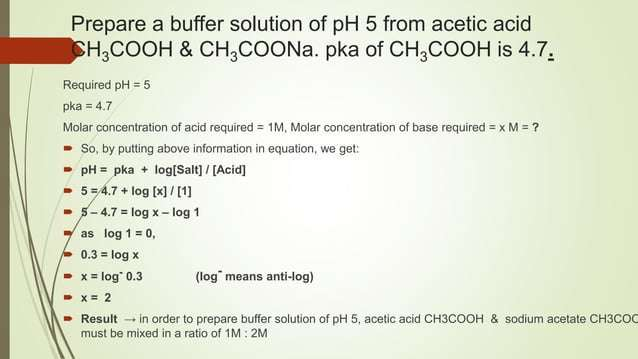 Prepare a buffer solution of pH 5 from acetic acid
CH₃COOH & CH₃COONa. pka of CH₃COOH is 4.7.
Required pH = 5
pka = 4.7
Molar concentration of acid required = 1M, Molar concentration of base required = x M = ?
So, by putting above information in equation, we get:
pH = pka + log[Salt] / [Acid]
5 = 4.7 + log [x] / [1]
5 – 4.7 = log x – log 1
as log 1 = 0,
0.3 = log x
x = log⁻ 0.3 (log⁻ means anti-log)
x = 2
Result → in order to prepare buffer solution of pH 5, acetic acid CH3COOH & sodium acetate CH3COO
must be mixed in a ratio of 1M : 2M